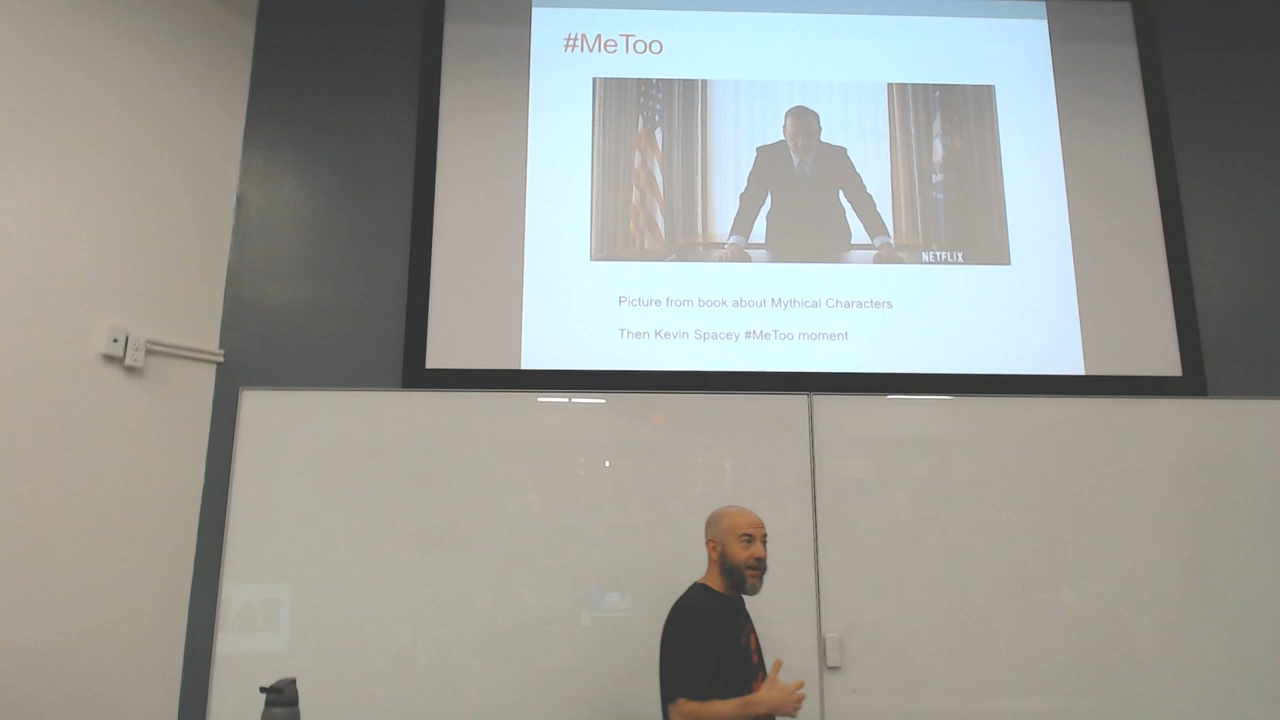 #MeToo
NETFLIX
Picture from book about Mythical Characters
Then Kevin Spacey #MeToo moment